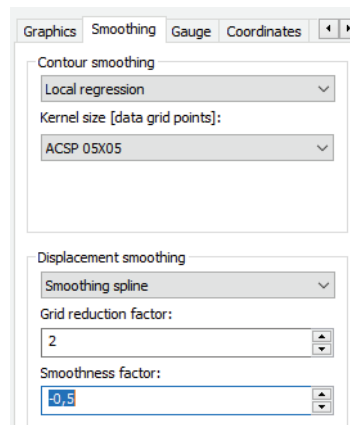 Graphics Smoothing Gauge Coordinates
Contour smoothing
Local regression
Kernel size [data grid points]:
ACSP 05X05
Displacement smoothing
Smoothing spline
Grid reduction factor:
2
Smoothness factor:
-0,5